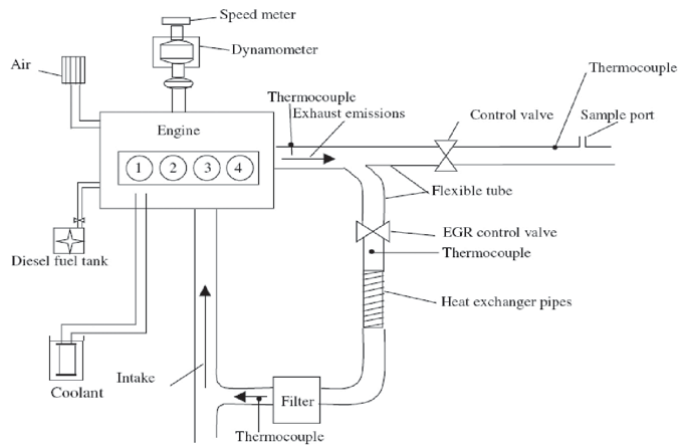 Speed meter
Dynamometer
Air
Thermocouple
Thermocouple
Exhaust emissions
Control valve
Sample port
Engine
1 2 3 4
Flexible tube
EGR control valve
Thermocouple
Diesel fuel tank
Heat exchanger pipes
Intake
Coolant
Filter
Thermocouple